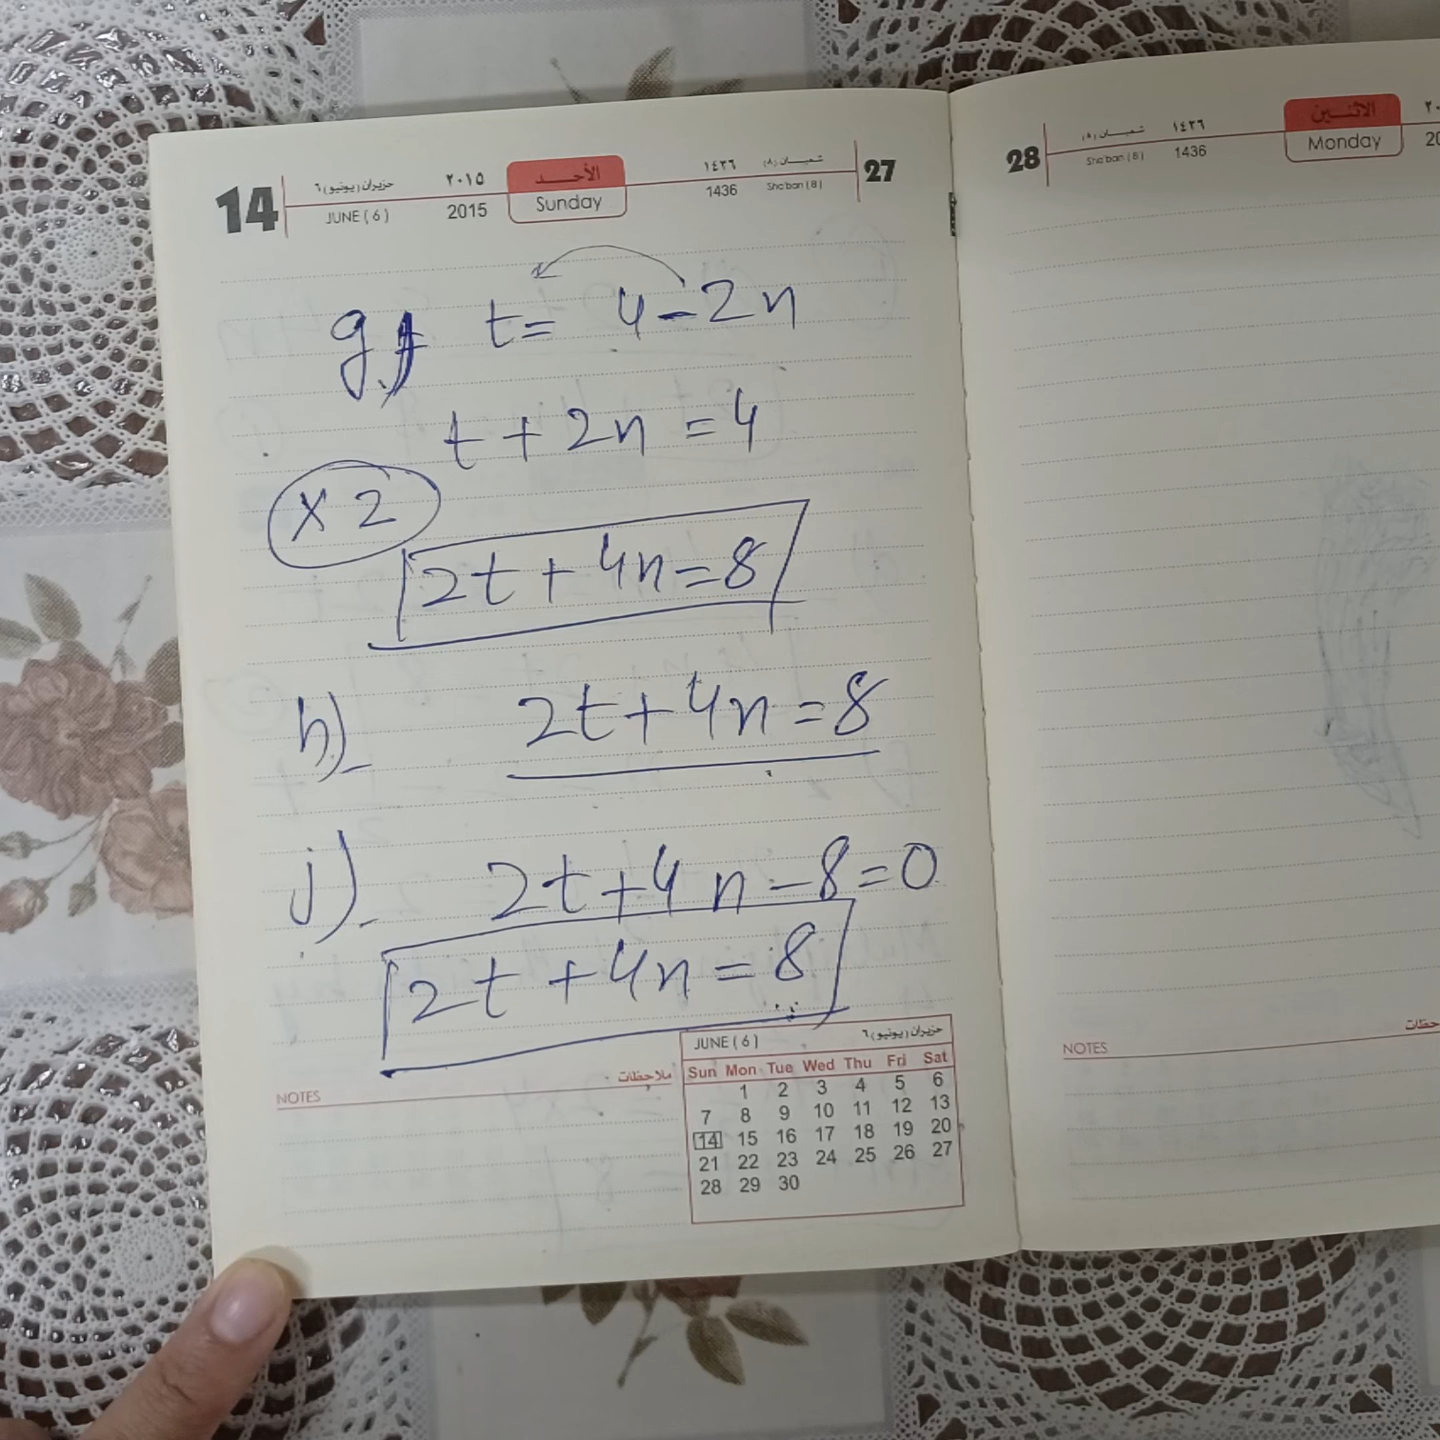 14
حزيران (يونيو) ٦
JUNE ( 6 )
٢٠١٥
2015
الأحــد
Sunday
١٤٣٦
1436
شعبــان (٨)
Sha'ban ( 8 )
27
g) t = 4 - 2n
t + 2n = 4
x 2
2t + 4n = 8
h) 2t + 4n = 8
j) 2t + 4n - 8 = 0
2t + 4n = 8
NOTES
ملاحظات
JUNE ( 6 ) حزيران (يونيو) ٦
Sun Mon Tue Wed Thu Fri Sat
1 2 3 4 5 6
7 8 9 10 11 12 13
14 15 16 17 18 19 20
21 22 23 24 25 26 27
28 29 30
28
شعبــان (٨)
Sha'ban ( 8 )
١٤٣٦
1436
الاثنــين
Monday
NOTES